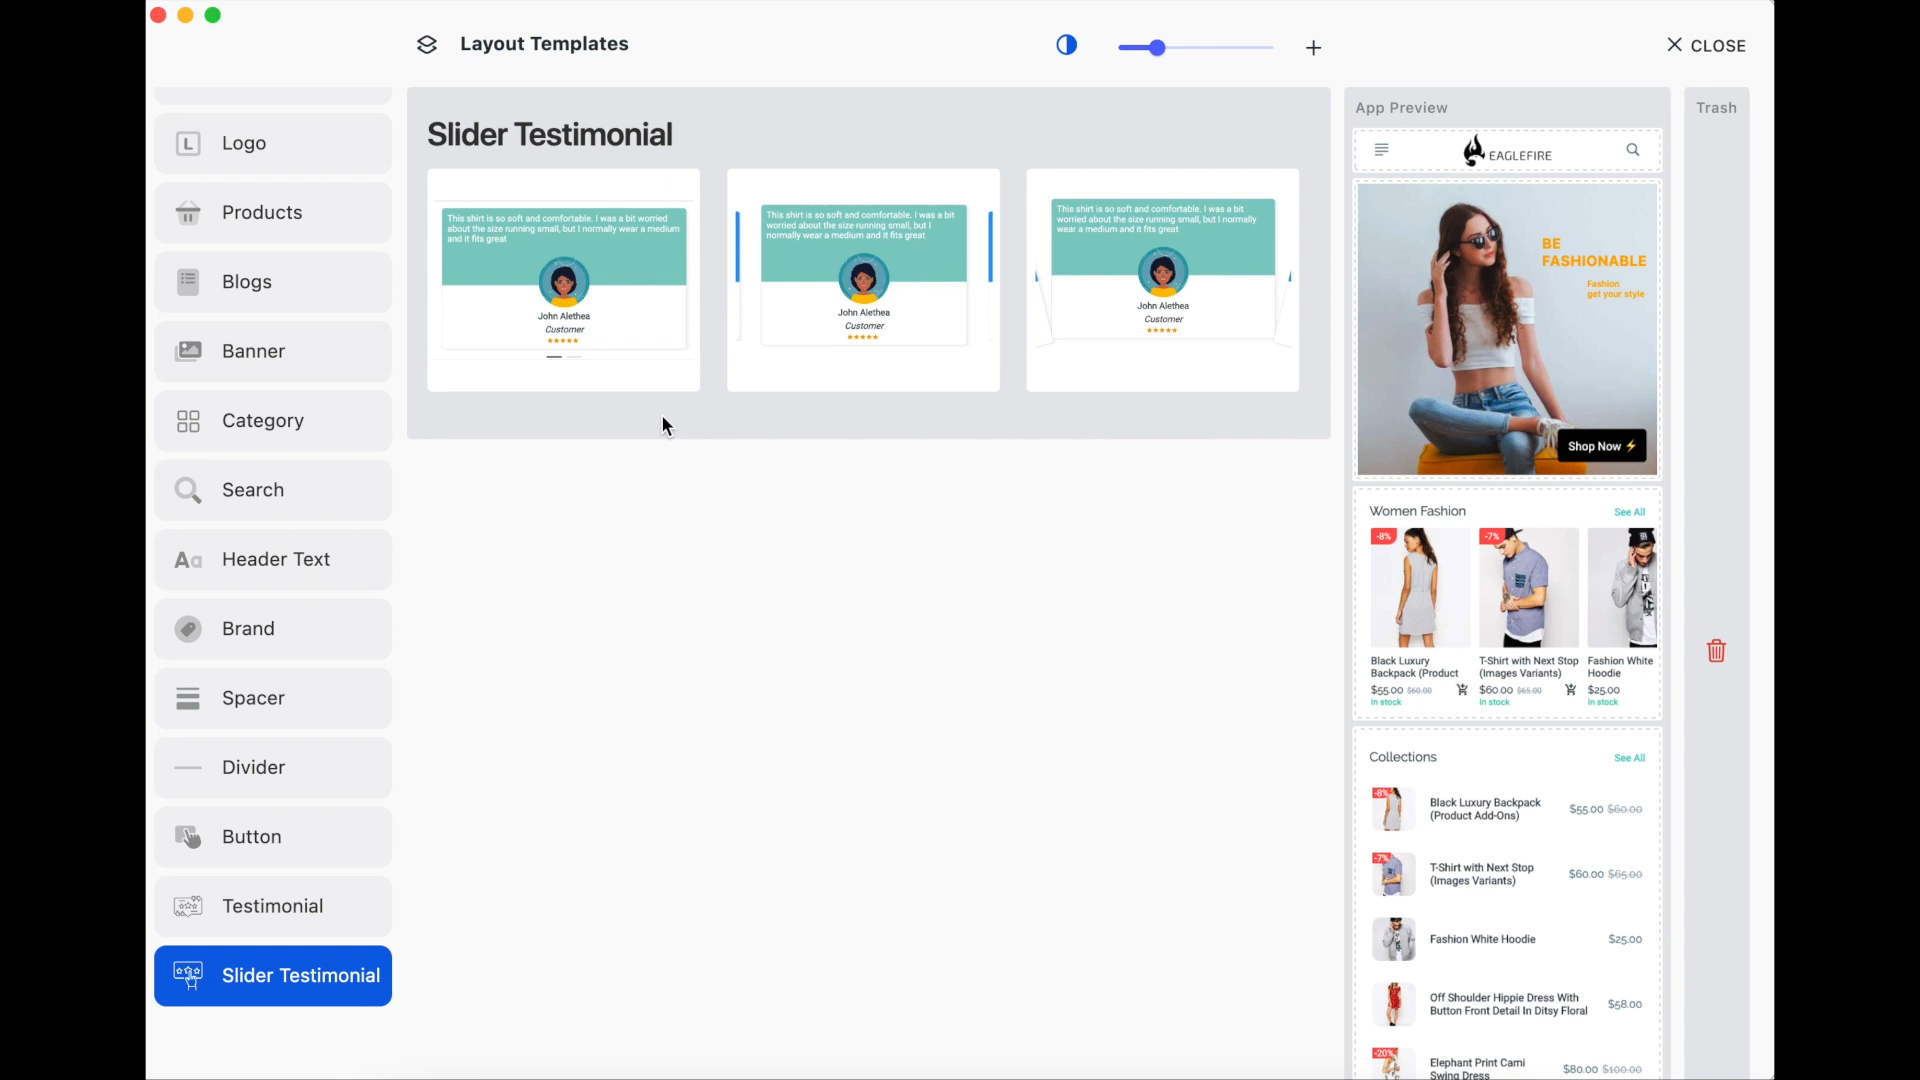 Layout Templates
CLOSE
Logo
Products
Blogs
Banner
Category
Search
Header Text
Brand
Spacer
Divider
Button
Testimonial
Slider Testimonial
Slider Testimonial
This shirt is so soft and comfortable. I was a bit worried
about the size running small, but I normally wear a medium
and it fits great
John Alethea
Customer
This shirt is so soft and comfortable. I was a bit
worried about the size running small, but I
normally wear a medium and it fits great
John Alethea
Customer
This shirt is so soft and comfortable. I was a bit
worried about the size running small, but I normally
wear a medium and it fits great
John Alethea
Customer
App Preview
EAGLEFIRE
BE
FASHIONABLE
Fashion
get your style
Shop Now
Women Fashion
See All
-8%
-7%
Black Luxury
Backpack (Product
$55.00 $60.00
In stock
T-Shirt with Next Stop
(Images Variants)
$60.00 $65.00
In stock
Fashion White
Hoodie
$25.00
In stock
Collections
See All
-8%
Black Luxury Backpack
(Product Add-Ons)
$55.00 $60.00
-7%
T-Shirt with Next Stop
(Images Variants)
$60.00 $65.00
Fashion White Hoodie
$25.00
Off Shoulder Hippie Dress With
Button Front Detail In Ditsy Floral
$58.00
-20%
Elephant Print Cami
Swing Dress
$80.00 $100.00
Trash